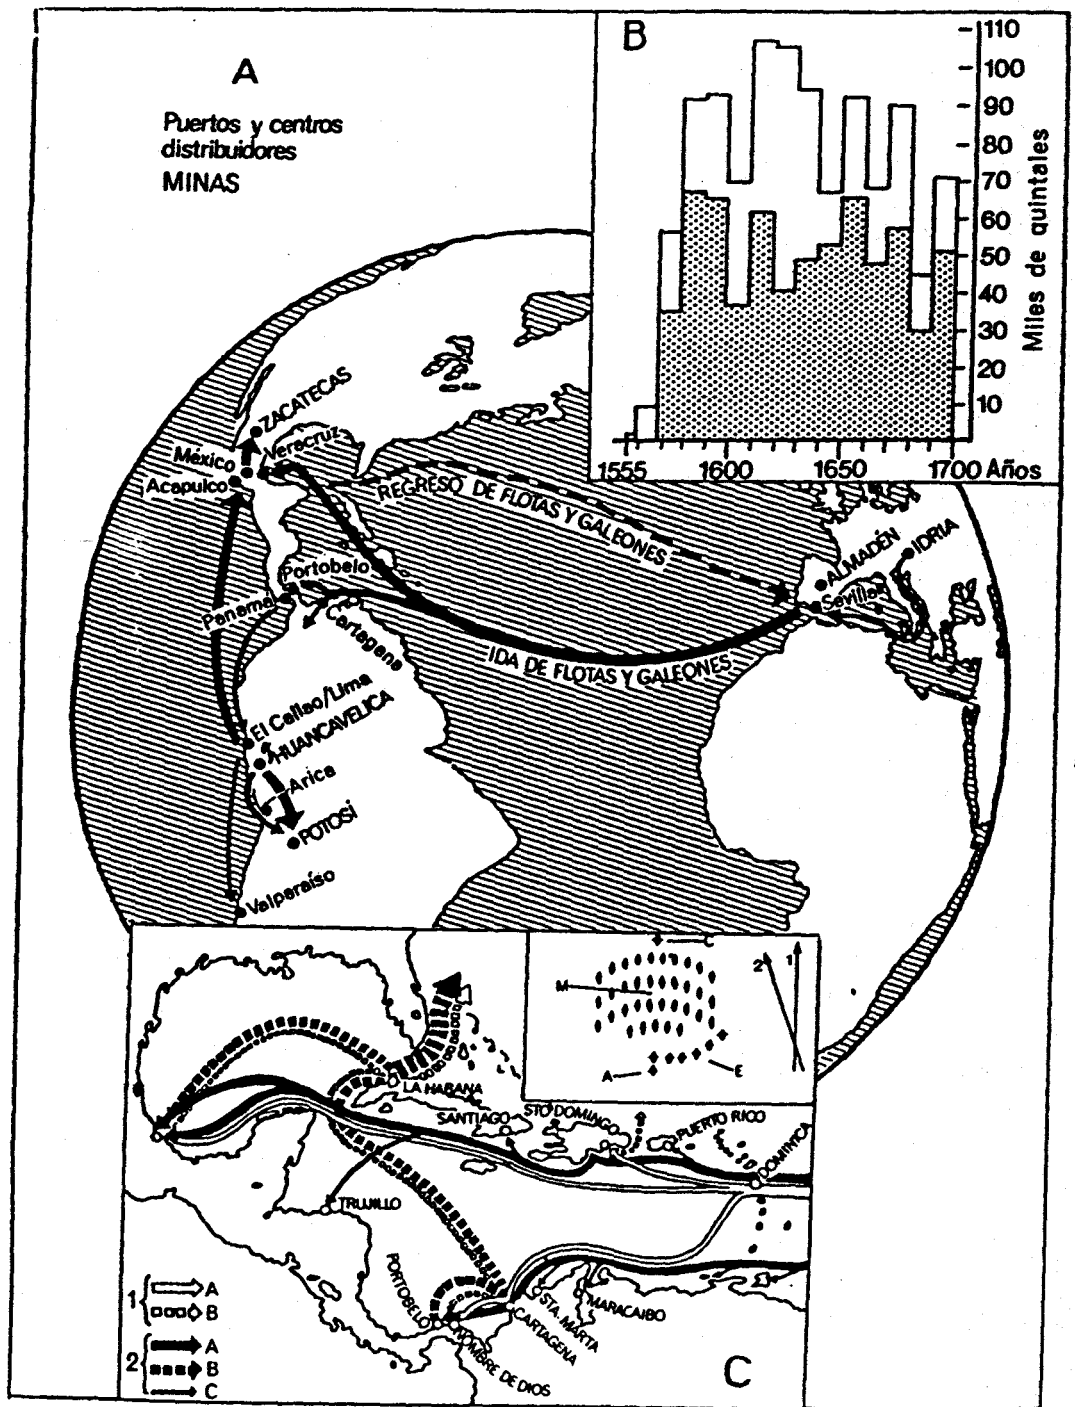 A
Puertos y centros
distribuidores
MINAS
B
110
100
90
80
70
60
50
40
30
20
10
Miles de quintales
1555
1600
1650
1700 Años
ZACATECAS
Veracruz
México
Acapulco
REGRESO DE FLOTAS Y GALEONES
ALMADÉN
IDRIA
Sevilla
Portobelo
Panamá
Cartagena
IDA DE FLOTAS Y GALEONES
El Callao/Lima
HUANCAVELICA
Arica
POTOSÍ
Valparaíso
C
M
A
E
2
1
LA HABANA
SANTIAGO
STO DOMINGO
PUERTO RICO
DOMINICA
TRUJILLO
PORTOBELO
NOMBRE DE DIOS
CARTAGENA
STA. MARTA
MARACAIBO
1
A
B
2
A
B
C
C